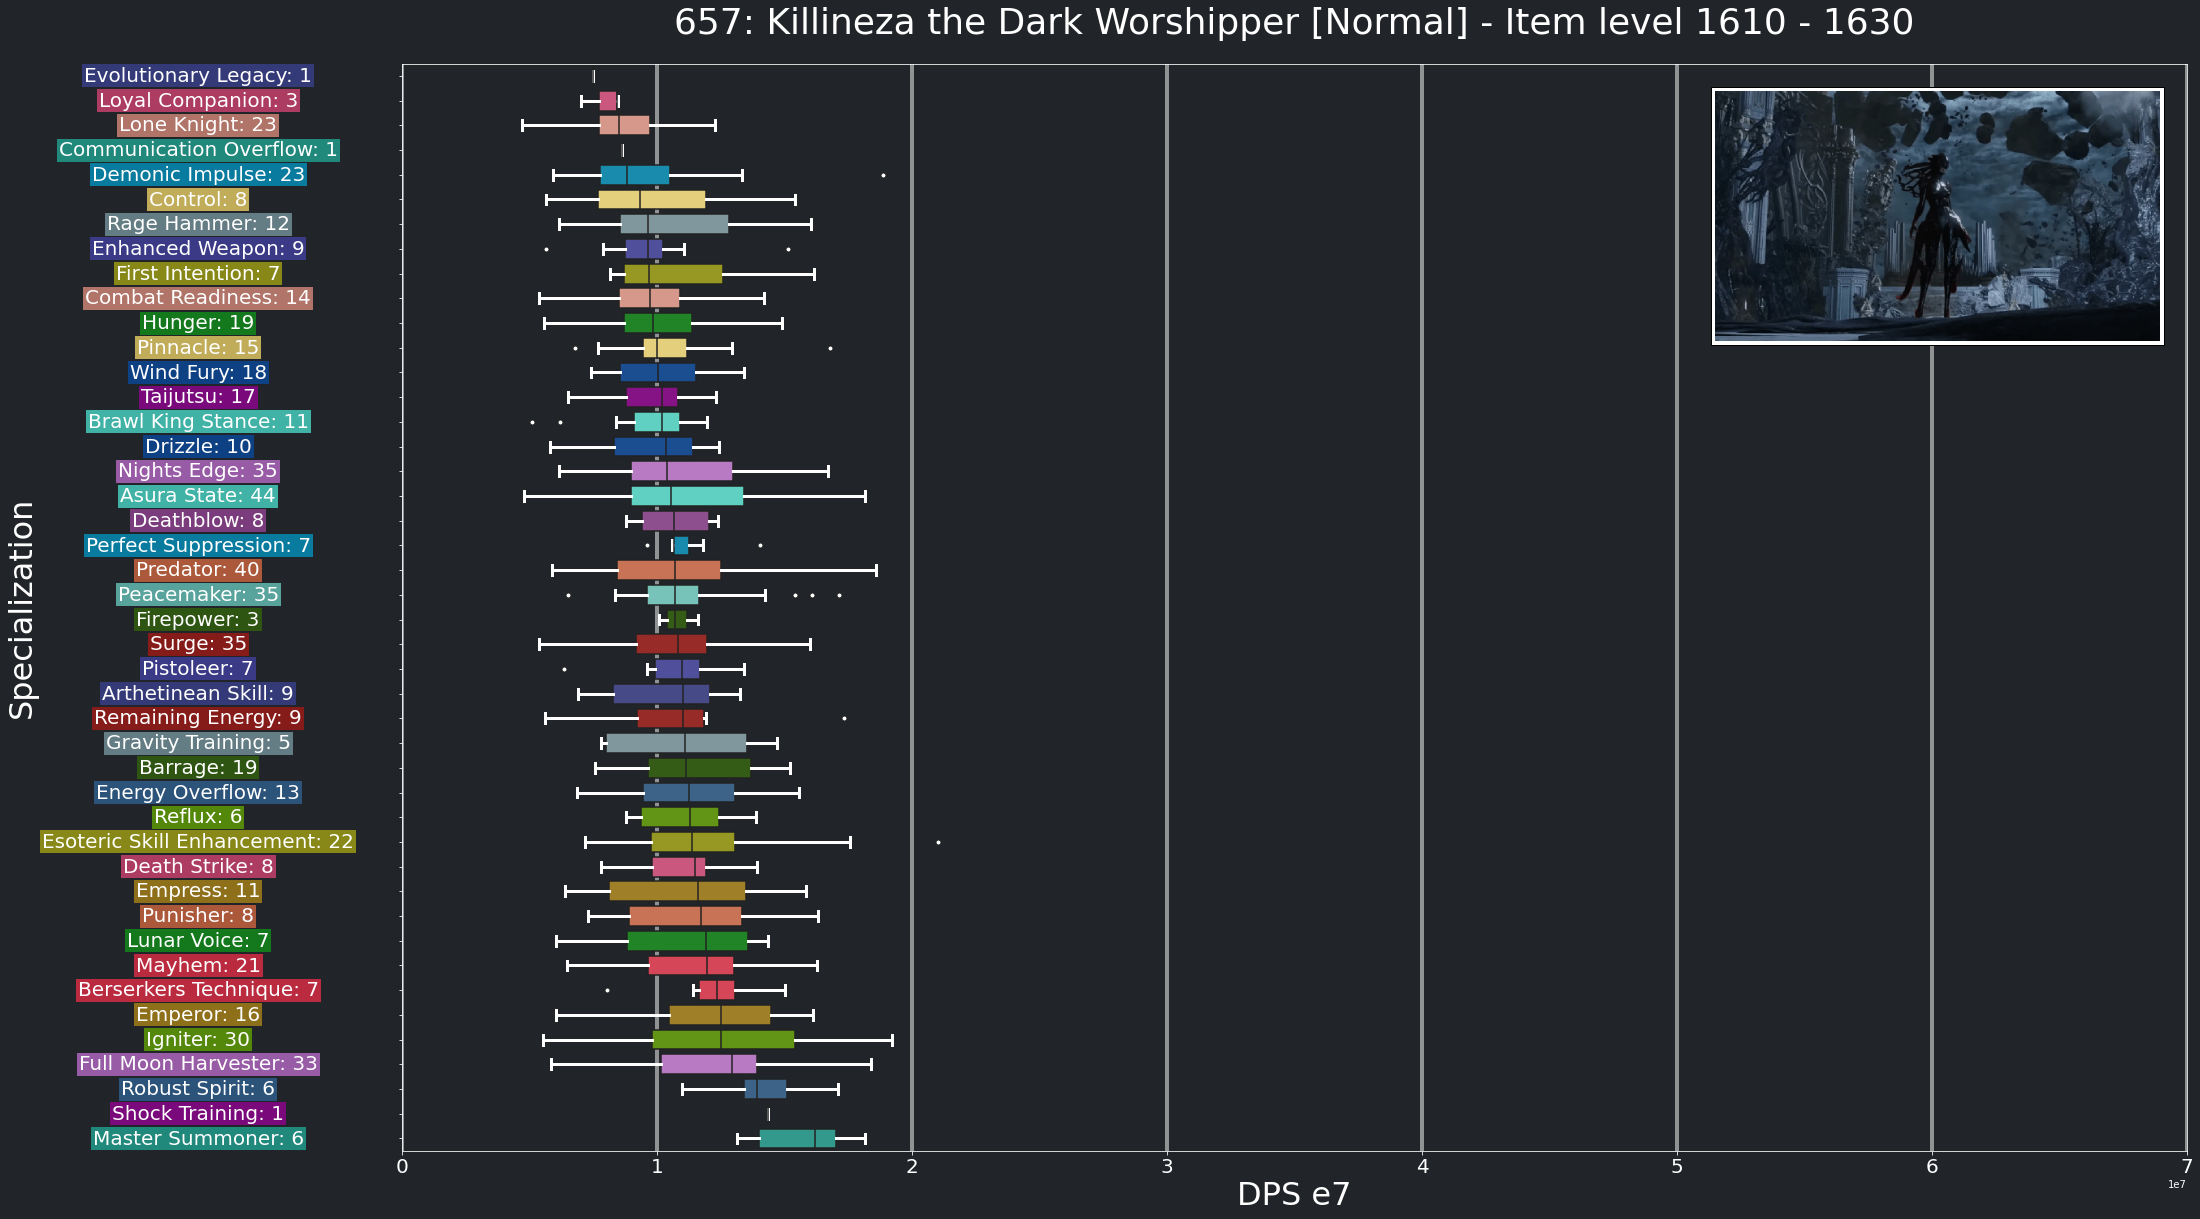 657: Killineza the Dark Worshipper [Normal] - Item level 1610 - 1630
Specialization
Evolutionary Legacy: 1
Loyal Companion: 3
Lone Knight: 23
Communication Overflow: 1
Demonic Impulse: 23
Control: 8
Rage Hammer: 12
Enhanced Weapon: 9
First Intention: 7
Combat Readiness: 14
Hunger: 19
Pinnacle: 15
Wind Fury: 18
Taijutsu: 17
Brawl King Stance: 11
Drizzle: 10
Nights Edge: 35
Asura State: 44
Deathblow: 8
Perfect Suppression: 7
Predator: 40
Peacemaker: 35
Firepower: 3
Surge: 35
Pistoleer: 7
Arthetinean Skill: 9
Remaining Energy: 9
Gravity Training: 5
Barrage: 19
Energy Overflow: 13
Reflux: 6
Esoteric Skill Enhancement: 22
Death Strike: 8
Empress: 11
Punisher: 8
Lunar Voice: 7
Mayhem: 21
Berserkers Technique: 7
Emperor: 16
Igniter: 30
Full Moon Harvester: 33
Robust Spirit: 6
Shock Training: 1
Master Summoner: 6
0 1 2 3 4 5 6 7
1e7
DPS e7